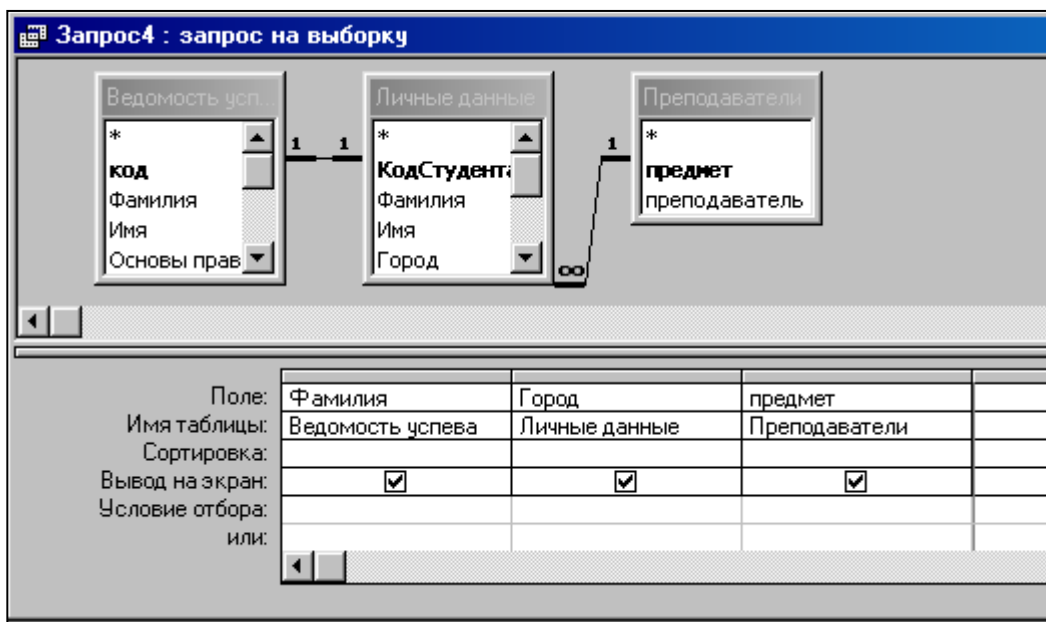 Запрос4 : запрос на выборку
Ведомость усп...
*
код
Фамилия
Имя
Основы прав
1 1
Личные данные
*
КодСтудента
Фамилия
Имя
Город
∞
1
Преподаватели
*
предмет
преподаватель
Поле: Фамилия Город предмет
Имя таблицы: Ведомость успева Личные данные Преподаватели
Сортировка:
Вывод на экран:
Условие отбора:
или: